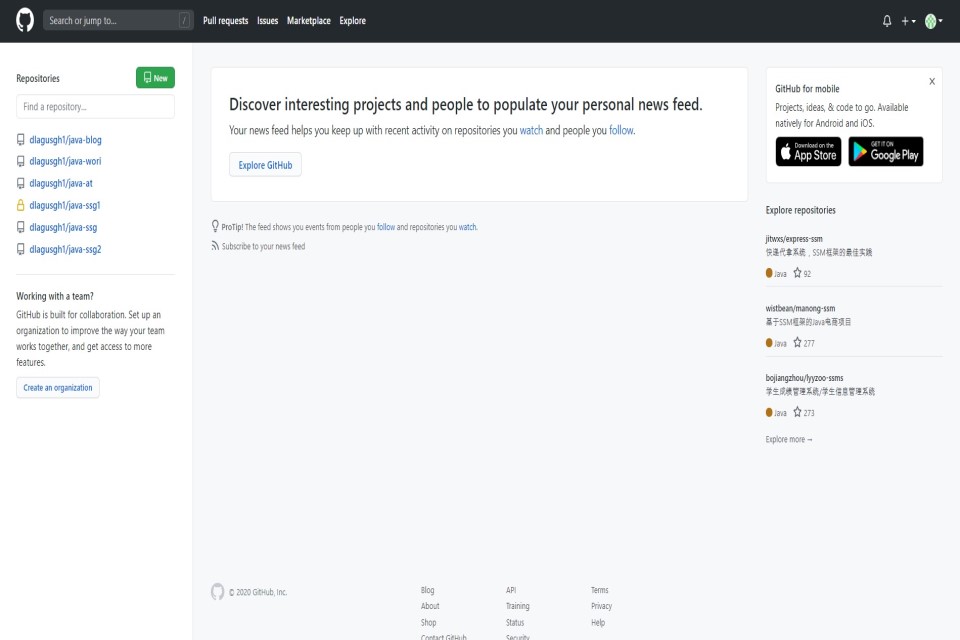 Search or jump to...
/
Pull requests
Issues
Marketplace
Explore
Repositories
New
Find a repository...
dlagusgh1/java-blog
dlagusgh1/java-wori
dlagusgh1/java-at
dlagusgh1/java-ssg1
dlagusgh1/java-ssg
dlagusgh1/java-ssg2
Working with a team?
GitHub is built for collaboration. Set up an
organization to improve the way your team
works together, and get access to more
features.
Create an organization
Discover interesting projects and people to populate your personal news feed.
Your news feed helps you keep up with recent activity on repositories you watch and people you follow.
Explore GitHub
ProTip! The feed shows you events from people you follow and repositories you watch.
Subscribe to your news feed
GitHub for mobile
Projects, ideas, & code to go. Available
natively for Android and iOS.
Download on the
App Store
GET IT ON
Google Play
Explore repositories
jitwxs/express-ssm
快递代拿系统，SSM框架的最佳实践
Java 92
wistbean/manong-ssm
基于SSM框架的Java电商项目
Java 277
bojiangzhou/lyyzoo-ssms
学生成绩管理系统/学生信息管理系统
Java 273
Explore more →
© 2020 GitHub, Inc.
Blog
About
Shop
Contact GitHub
API
Training
Status
Security
Terms
Privacy
Help